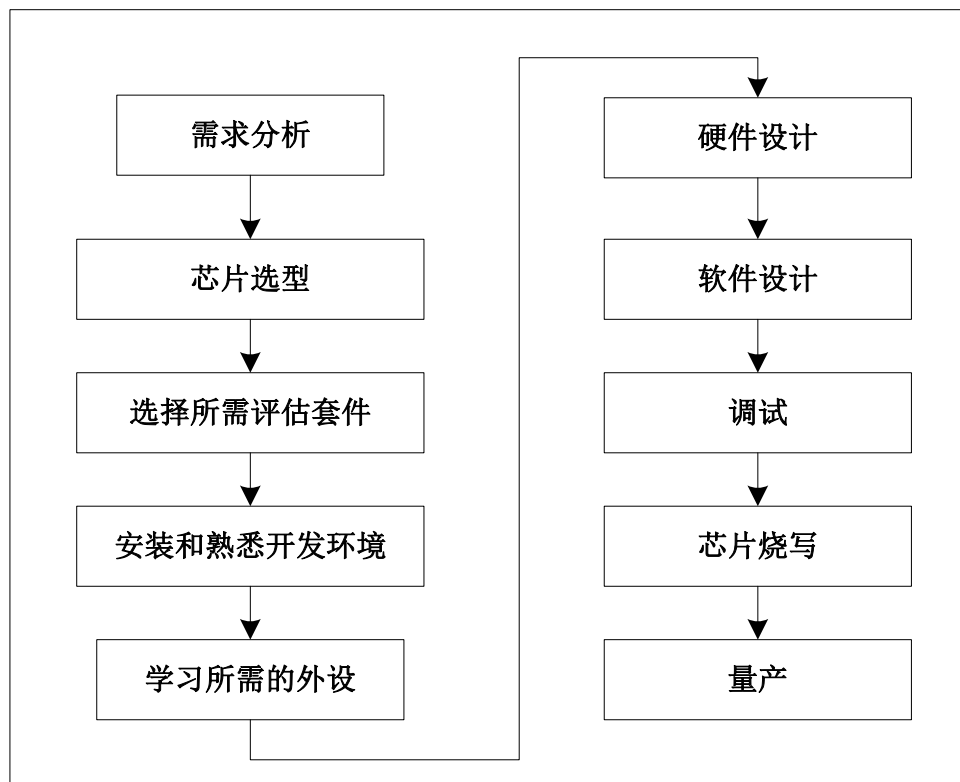 需求分析
芯片选型
选择所需评估套件
安装和熟悉开发环境
学习所需的外设
硬件设计
软件设计
调试
芯片烧写
量产